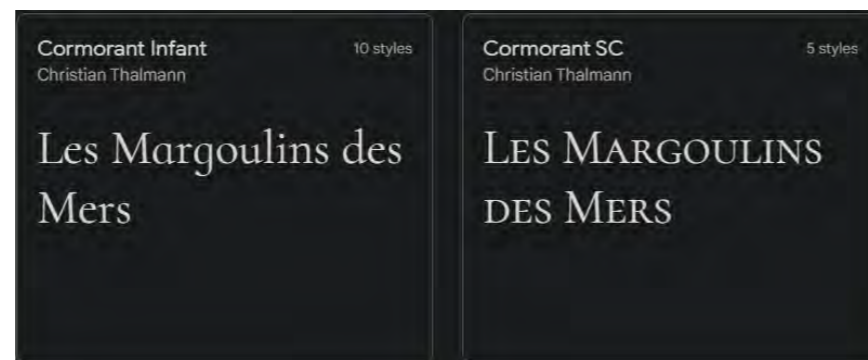 Cormorant Infant
10 styles
Christian Thalmann
Les Margoulins des
Mers
Cormorant SC
5 styles
Christian Thalmann
Les Margoulins
des Mers